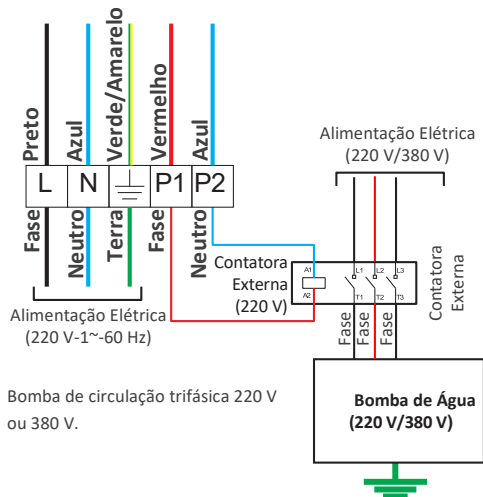 Preto
Azul
Verde/Amarelo
Vermelho
Azul
L N P1 P2
Fase
Neutro
Terra
Fase
Neutro
Alimentação Elétrica
(220 V-1~-60 Hz)
Alimentação Elétrica
(220 V/380 V)
Contatora
Externa
(220 V)
A1
A2
L1 L2 L3
T1 T2 T3
Contatora
Externa
Fase
Fase
Fase
Bomba de Água
(220 V/380 V)
Bomba de circulação trifásica 220 V
ou 380 V.